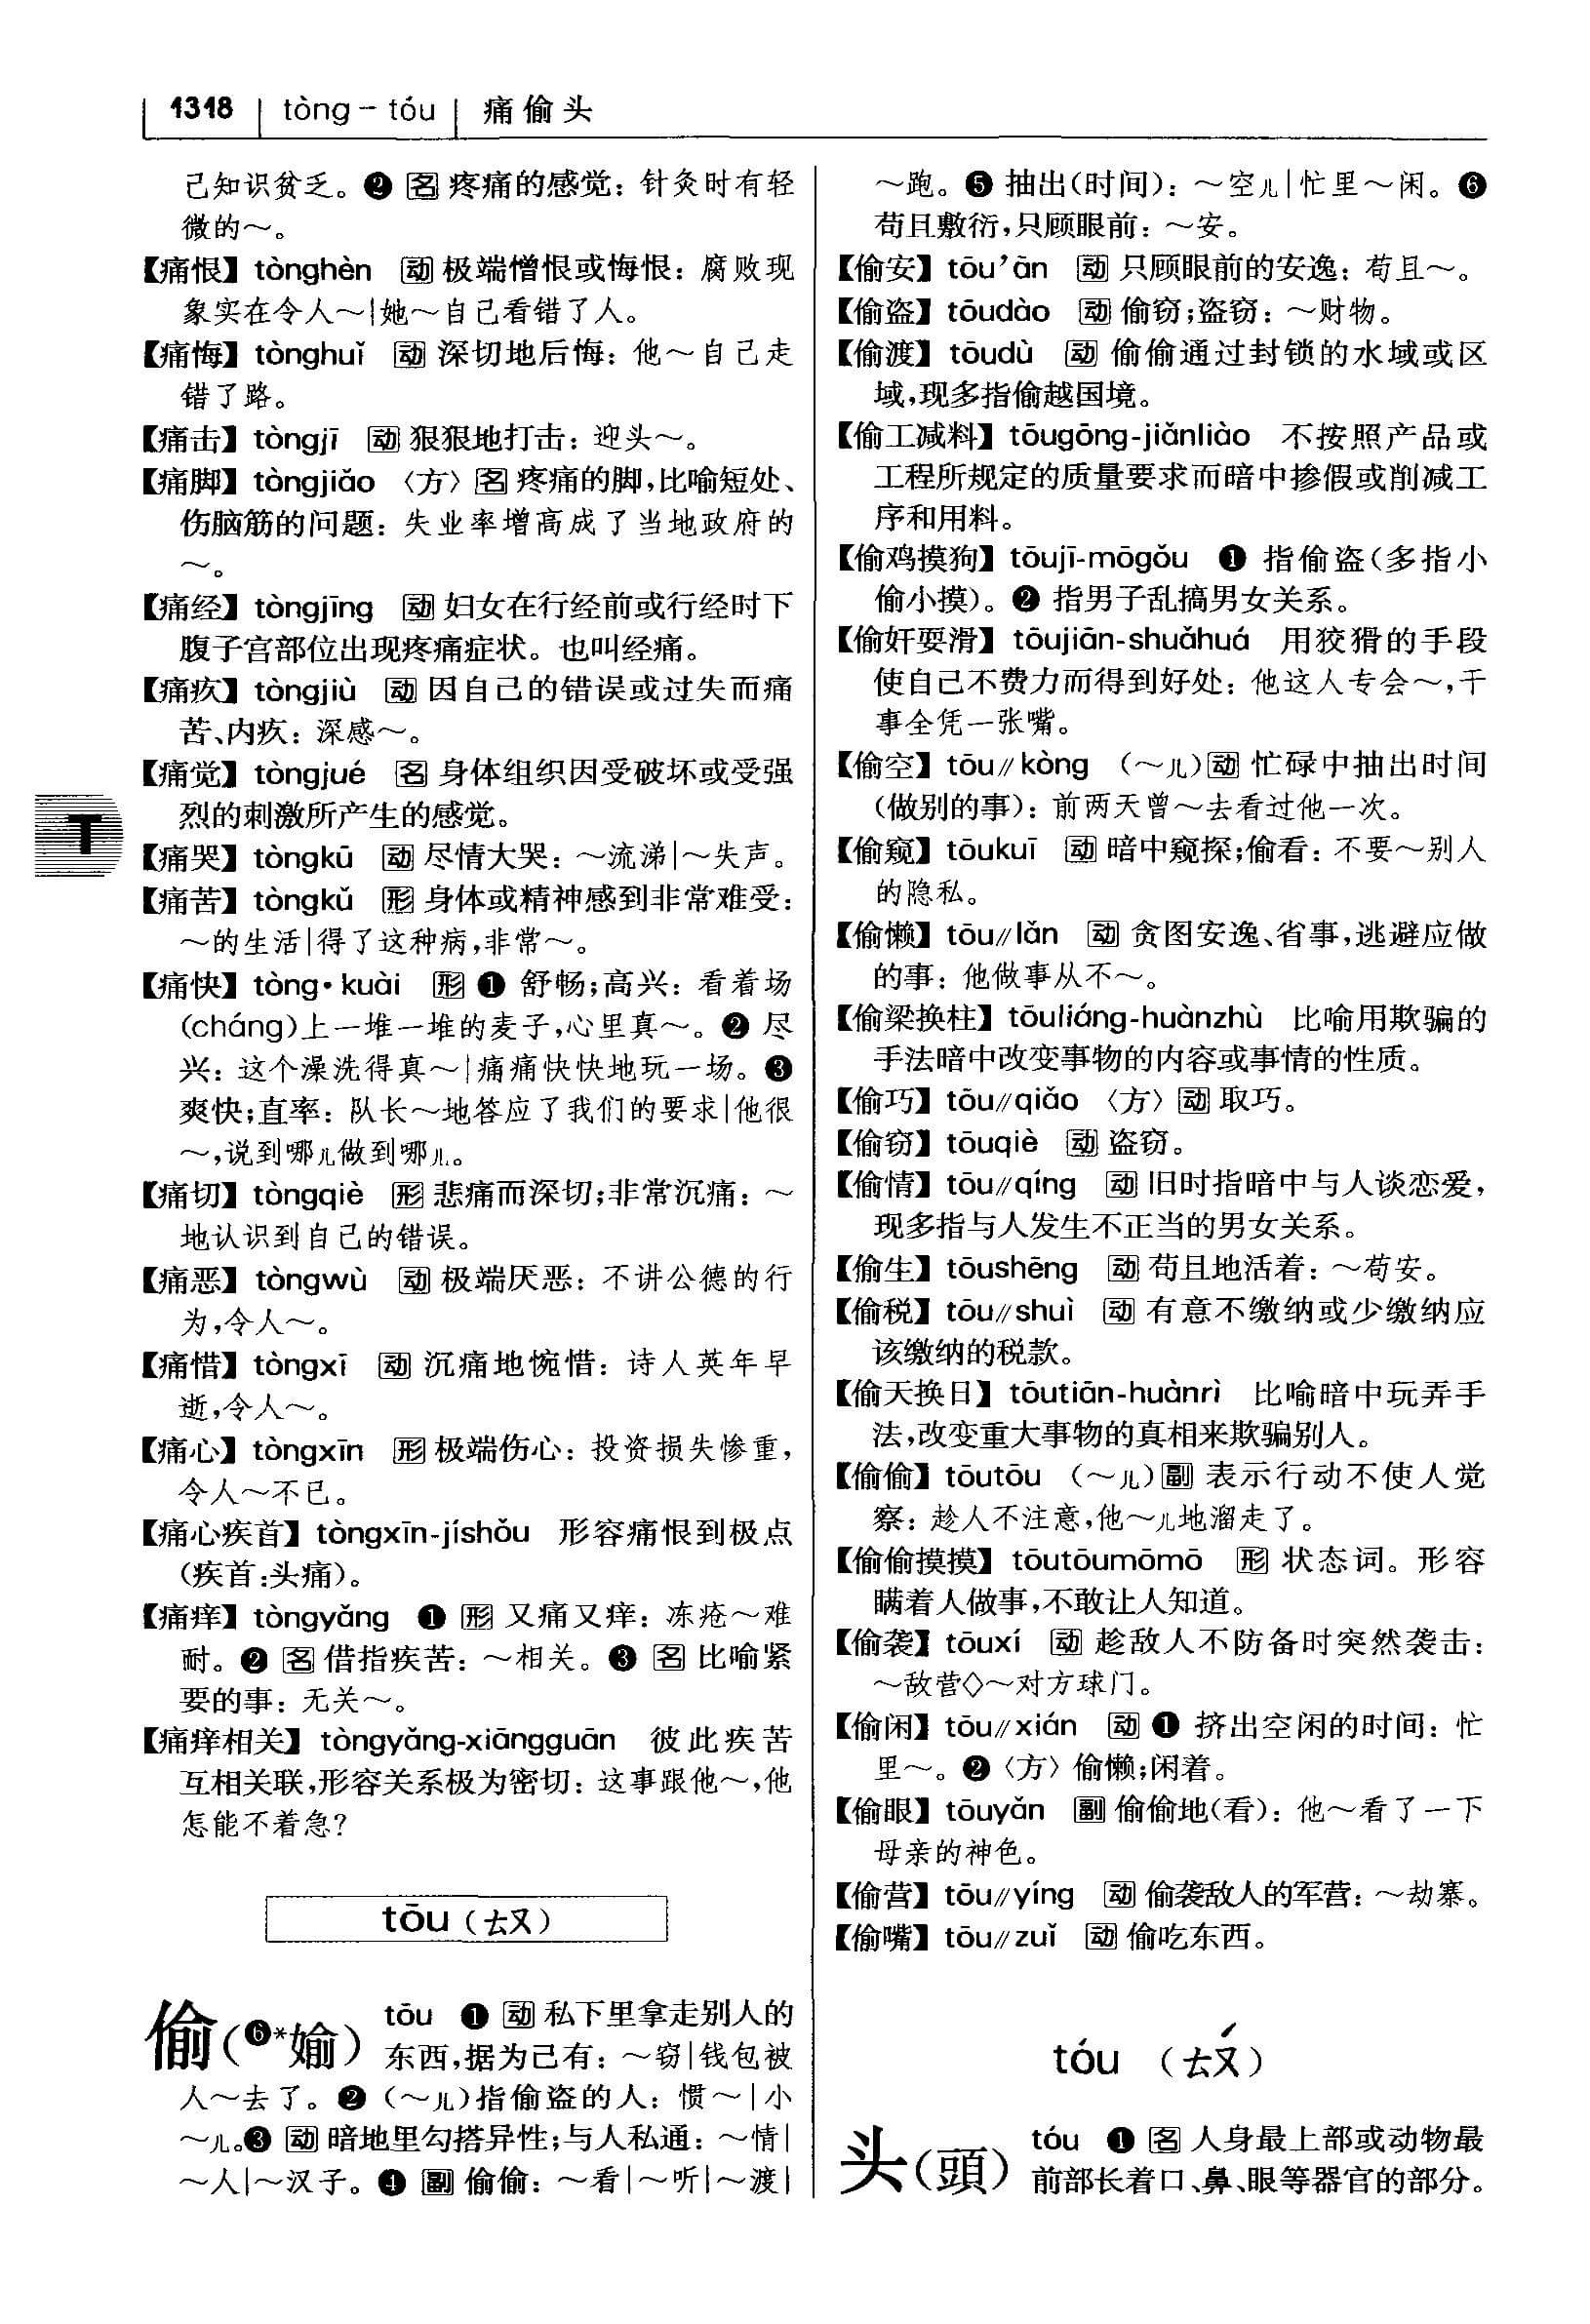 1318 tòng－tóu 痛偷头
己知识贫乏。❷ 名 疼痛的感觉：针灸时有轻
微的～。
【痛恨】tònghèn 动 极端憎恨或悔恨：腐败现
象实在令人～|她～自己看错了人。
【痛悔】tònghuǐ 动 深切地后悔：他～自己走
错了路。
【痛击】tòngjī 动 狠狠地打击：迎头～。
【痛脚】tòngjiǎo 〈方〉名 疼痛的脚，比喻短处、
伤脑筋的问题：失业率增高成了当地政府的
～。
【痛经】tòngjīng 动 妇女在行经前或行经时下
腹子宫部位出现疼痛症状。也叫经痛。
【痛疚】tòngjiù 动 因自己的错误或过失而痛
苦、内疚：深感～。
【痛觉】tòngjué 名 身体组织因受破坏或受强
烈的刺激所产生的感觉。
【痛哭】tòngkū 动 尽情大哭：～流涕|～失声。
【痛苦】tòngkǔ 形 身体或精神感到非常难受：
～的生活|得了这种病，非常～。
【痛快】tòng·kuài 形 ❶ 舒畅；高兴：看着场
(cháng)上一堆一堆的麦子，心里真～。❷ 尽
兴：这个澡洗得真～|痛痛快快地玩一场。❸
爽快；直率：队长～地答应了我们的要求|他很
～，说到哪儿做到哪儿。
【痛切】tòngqiè 形 悲痛而深切；非常沉痛：～
地认识到自己的错误。
【痛恶】tòngwù 动 极端厌恶：不讲公德的行
为，令人～。
【痛惜】tòngxī 动 沉痛地惋惜：诗人英年早
逝，令人～。
【痛心】tòngxīn 形 极端伤心：投资损失惨重，
令人～不已。
【痛心疾首】tòngxīn-jíshǒu 形容痛恨到极点
(疾首：头痛)。
【痛痒】tòngyǎng ❶ 形 又痛又痒：冻疮～难
耐。❷ 名 借指疾苦：～相关。❸ 名 比喻紧
要的事：无关～。
【痛痒相关】tòngyǎng-xiāngguān 彼此疾苦
互相关联，形容关系极为密切：这事跟他～，他
怎能不着急？
tōu（ㄊㄡ）
偷(❻*媮) tōu ❶ 动 私下里拿走别人的
东西，据为己有：～窃|钱包被
人～去了。❷（～儿）指偷盗的人：惯～|小
～儿。❸ 动 暗地里勾搭异性；与人私通：～情|
～人|～汉子。❹ 副 偷偷：～看|～听|～渡|
～跑。❺ 抽出(时间)：～空儿|忙里～闲。❻
苟且敷衍，只顾眼前：～安。
【偷安】tōu’ān 动 只顾眼前的安逸：苟且～。
【偷盗】tōudào 动 偷窃；盗窃：～财物。
【偷渡】tōudù 动 偷偷通过封锁的水域或区
域，现多指偷越国境。
【偷工减料】tōugōng-jiǎnliào 不按照产品或
工程所规定的质量要求而暗中掺假或削减工
序和用料。
【偷鸡摸狗】tōujī-mōgǒu ❶ 指偷盗(多指小
偷小摸)。❷ 指男子乱搞男女关系。
【偷奸耍滑】tōujiān-shuǎhuá 用狡猾的手段
使自己不费力而得到好处：他这人专会～，干
事全凭一张嘴。
【偷空】tōu∥kòng （～儿）动 忙碌中抽出时间
(做别的事)：前两天曾～去看过他一次。
【偷窥】tōukuī 动 暗中窥探；偷看：不要～别人
的隐私。
【偷懒】tōu∥lǎn 动 贪图安逸、省事，逃避应做
的事：他做事从不～。
【偷梁换柱】tōuliáng-huànzhù 比喻用欺骗的
手法暗中改变事物的内容或事情的性质。
【偷巧】tōu∥qiǎo 〈方〉动 取巧。
【偷窃】tōuqiè 动 盗窃。
【偷情】tōu∥qíng 动 旧时指暗中与人谈恋爱，
现多指与人发生不正当的男女关系。
【偷生】tōushēng 动 苟且地活着：～苟安。
【偷税】tōu∥shuì 动 有意不缴纳或少缴纳应
该缴纳的税款。
【偷天换日】tōutiān-huànrì 比喻暗中玩弄手
法，改变重大事物的真相来欺骗别人。
【偷偷】tōutōu （～儿）副 表示行动不使人觉
察：趁人不注意，他～儿地溜走了。
【偷偷摸摸】tōutōumōmō 形 状态词。形容
瞒着人做事，不敢让人知道。
【偷袭】tōuxí 动 趁敌人不防备时突然袭击：
～敌营◇～对方球门。
【偷闲】tōu∥xián 动 ❶ 挤出空闲的时间：忙
里～。❷〈方〉偷懒；闲着。
【偷眼】tōuyǎn 副 偷偷地(看)：他～看了一下
母亲的神色。
【偷营】tōu∥yíng 动 偷袭敌人的军营：～劫寨。
【偷嘴】tōu∥zuǐ 动 偷吃东西。
tóu （ㄊㄡˊ）
头(頭) tóu ❶ 名 人身最上部或动物最
前部长着口、鼻、眼等器官的部分。
T